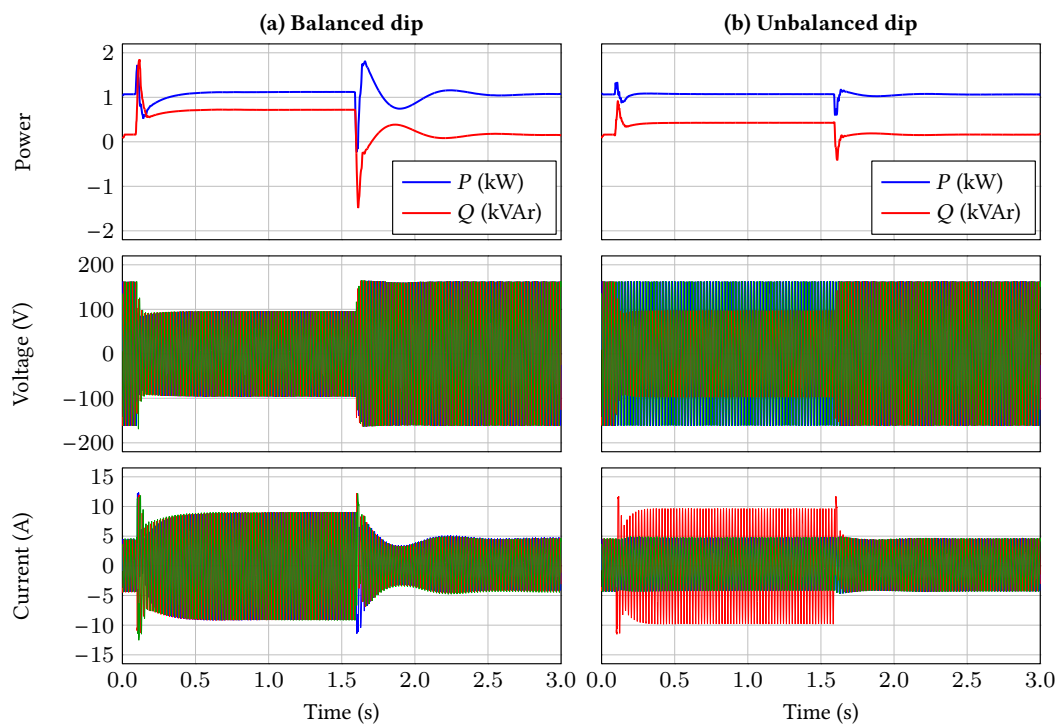 (a) Balanced dip
(b) Unbalanced dip
Power
2
1
0
−1
−2
P (kW)
Q (kVAr)
P (kW)
Q (kVAr)
Voltage (V)
200
100
0
−100
−200
Current (A)
15
10
5
0
−5
−10
−15
0.0 0.5 1.0 1.5 2.0 2.5 3.0
0.0 0.5 1.0 1.5 2.0 2.5 3.0
Time (s)
Time (s)